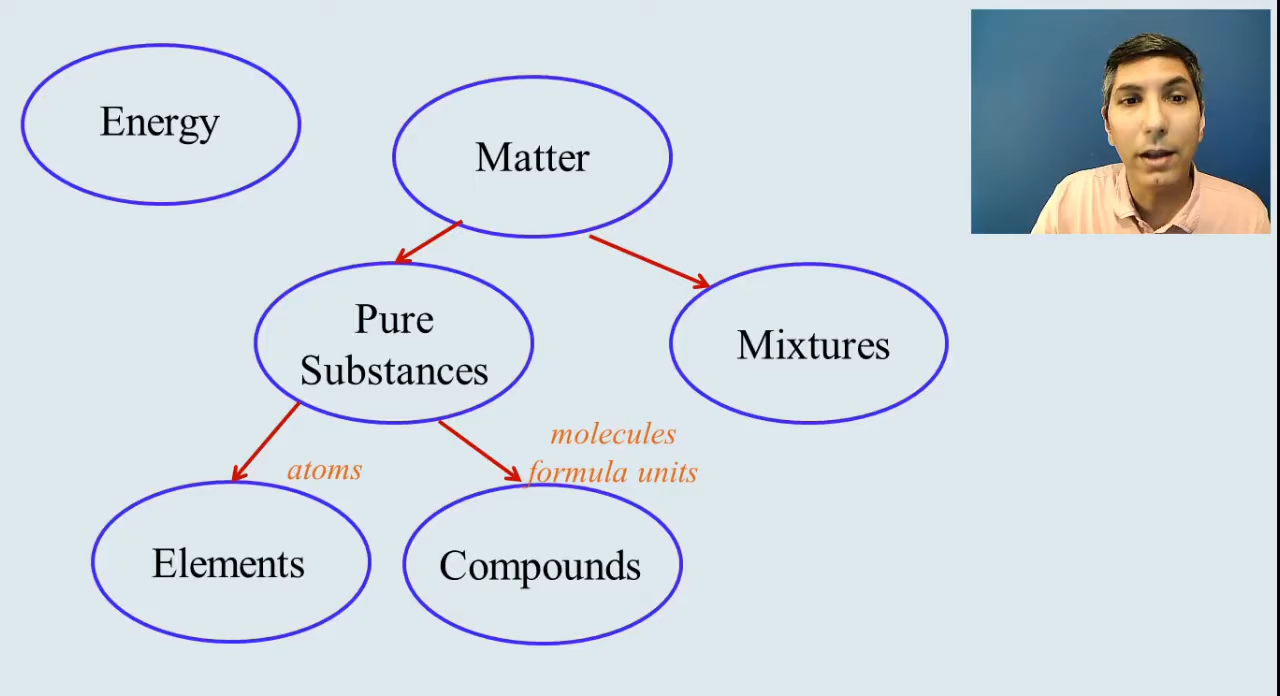 Energy
Matter
Pure
Substances
Mixtures
atoms
molecules
formula units
Elements
Compounds